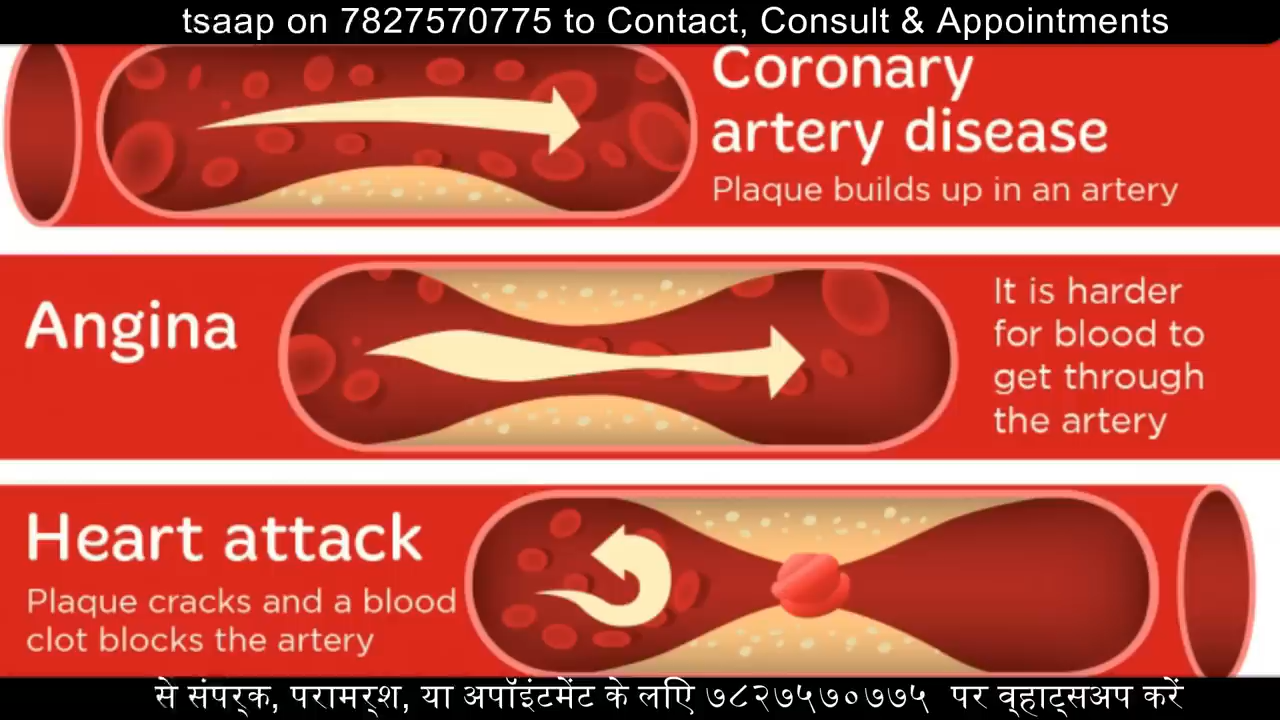 tsaap on 7827570775 to Contact, Consult & Appointments
Coronary
artery disease
Plaque builds up in an artery
Angina
It is harder
for blood to
get through
the artery
Heart attack
Plaque cracks and a blood
clot blocks the artery
से संपर्क, परामर्श, या अपॉइंटमेंट के लिए ७८२७५७०७७५ पर व्हाट्सअप करें